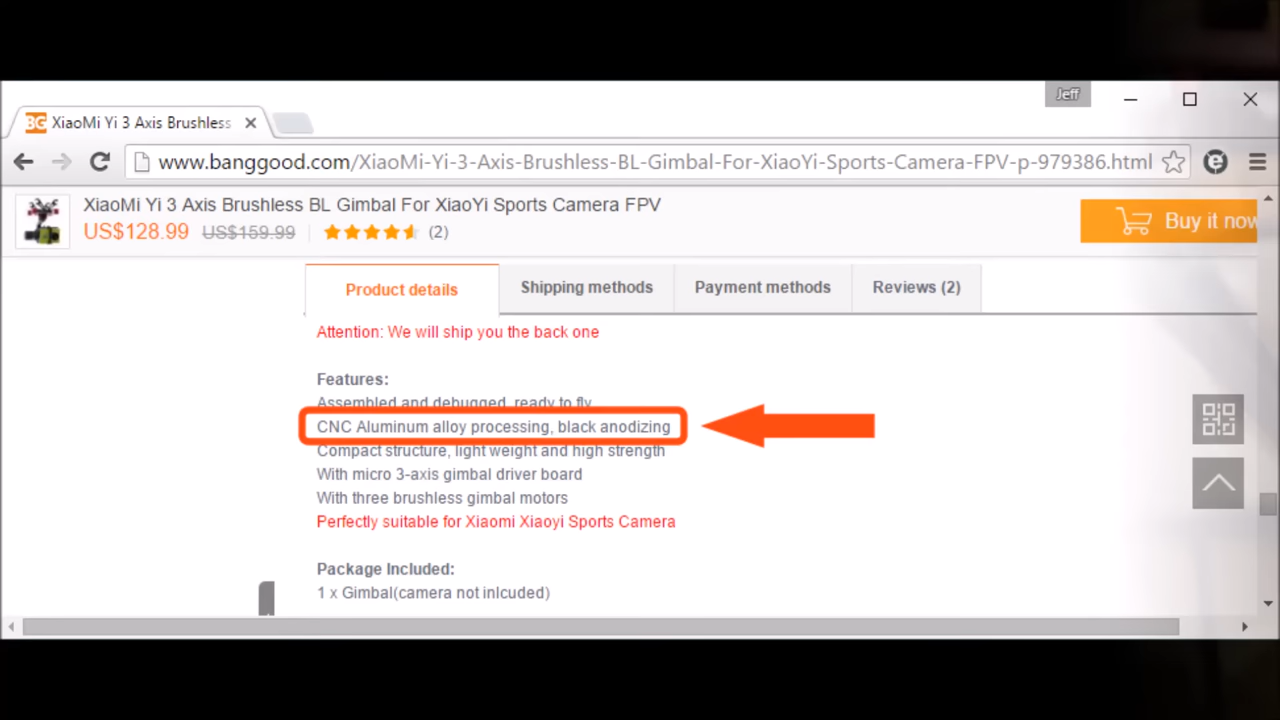 Jeff
BG XiaoMi Yi 3 Axis Brushless
www.banggood.com/XiaoMi-Yi-3-Axis-Brushless-BL-Gimbal-For-XiaoYi-Sports-Camera-FPV-p-979386.html
XiaoMi Yi 3 Axis Brushless BL Gimbal For XiaoYi Sports Camera FPV
US$128.99 US$159.99 (2)
Buy it now
Product details Shipping methods Payment methods Reviews (2)
Attention: We will ship you the back one
Features:
Assembled and debugged, ready to fly
CNC Aluminum alloy processing, black anodizing
Compact structure, light weight and high strength
With micro 3-axis gimbal driver board
With three brushless gimbal motors
Perfectly suitable for Xiaomi Xiaoyi Sports Camera
Package Included:
1 x Gimbal(camera not inlcuded)